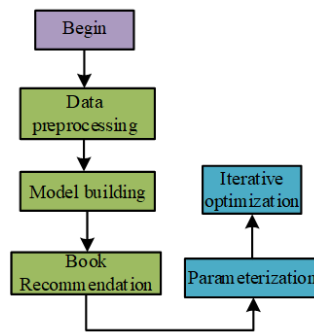 Begin
Data
preprocessing
Model building
Book
Recommendation
Parameterization
Iterative
optimization